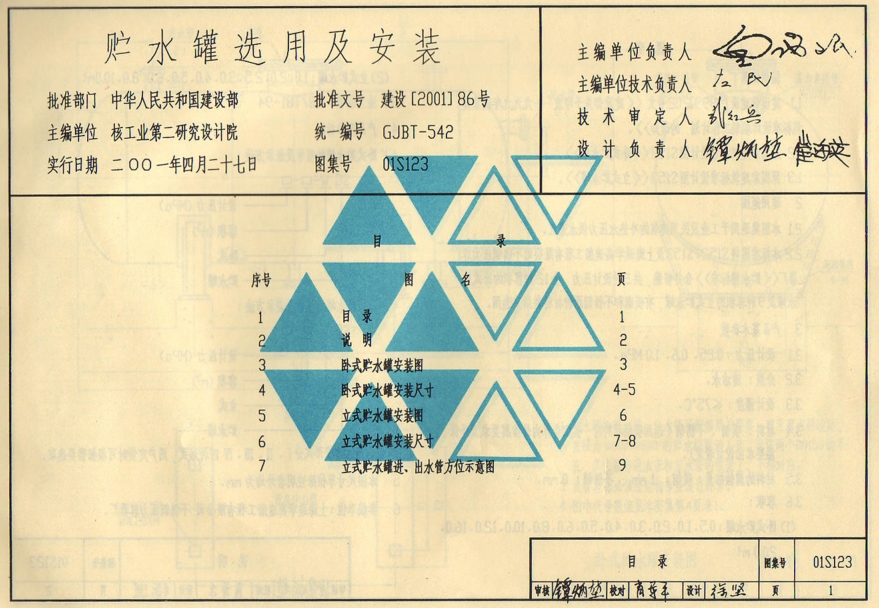 贮水罐选用及安装
批准部门 中华人民共和国建设部 批准文号 建设[2001]86号
主编单位 核工业第二研究设计院 统一编号 GJBT-542
实行日期 二OO一年四月二十七日 图集号 01S123
主编单位负责人
主编单位技术负责人
技术审定人
设计负责
目 录
序号 图名 页
1 目录 1
2 说明 2
3 卧式贮水罐安装图 3
4 卧式贮水罐安装尺寸 4-5
5 立式贮水罐安装图 6
6 立式贮水罐安装尺寸 7-8
7 立式贮水罐进、出水管方位示意图 9
目 录 图集号 01S123
审核 校对 设计 页 1